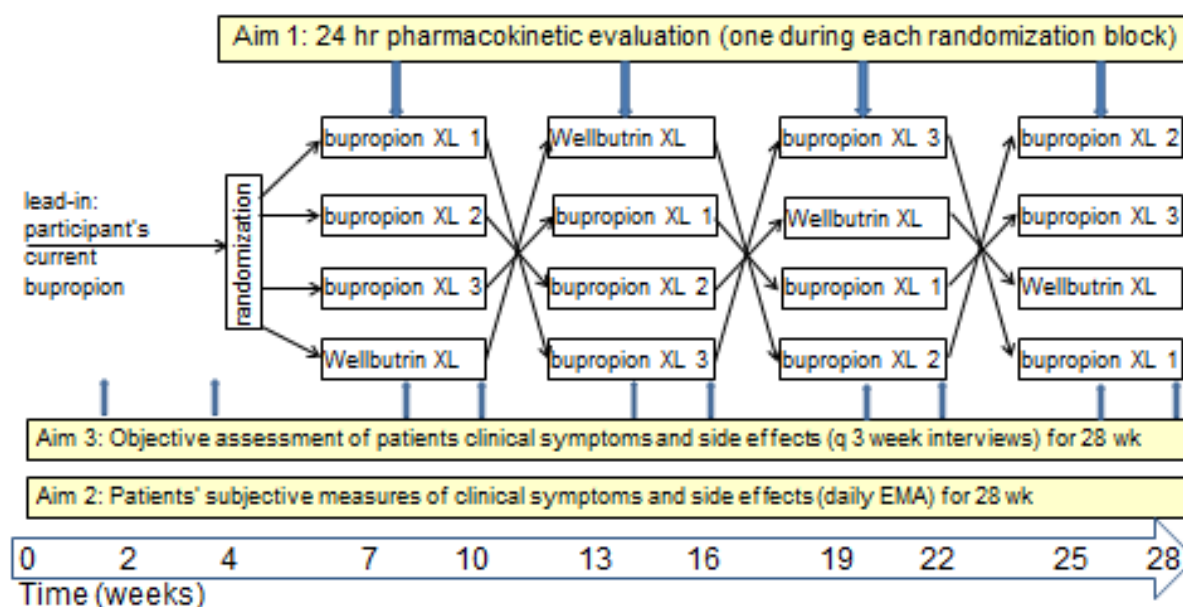 Aim 1: 24 hr pharmacokinetic evaluation (one during each randomization block)
lead-in:
participant's
current
bupropion
randomization
bupropion XL 1
Wellbutrin XL
bupropion XL 3
bupropion XL 2
bupropion XL 2
bupropion XL 1
Wellbutrin XL
bupropion XL 3
bupropion XL 3
bupropion XL 2
bupropion XL 1
Wellbutrin XL
Wellbutrin XL
bupropion XL 3
bupropion XL 2
bupropion XL 1
Aim 3: Objective assessment of patients clinical symptoms and side effects (q 3 week interviews) for 28 wk
Aim 2: Patients' subjective measures of clinical symptoms and side effects (daily EMA) for 28 wk
0 2 4 7 10 13 16 19 22 25 28
Time (weeks)